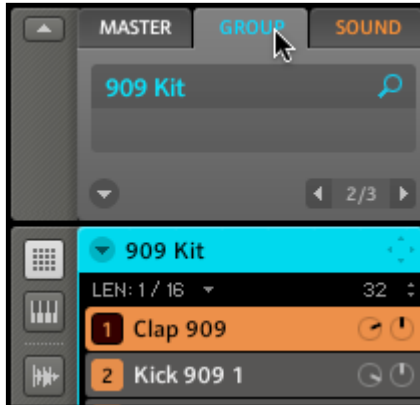 MASTER GROUP SOUND
909 Kit
2/3
909 Kit
LEN: 1 / 16 32
1 Clap 909
2 Kick 909 1